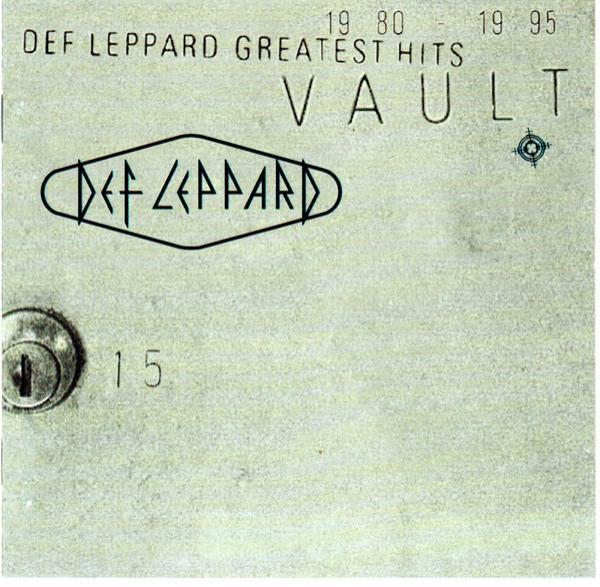 19 80 - 19 95
DEF LEPPARD GREATEST HITS
VAULT
DEF LEPPARD
15